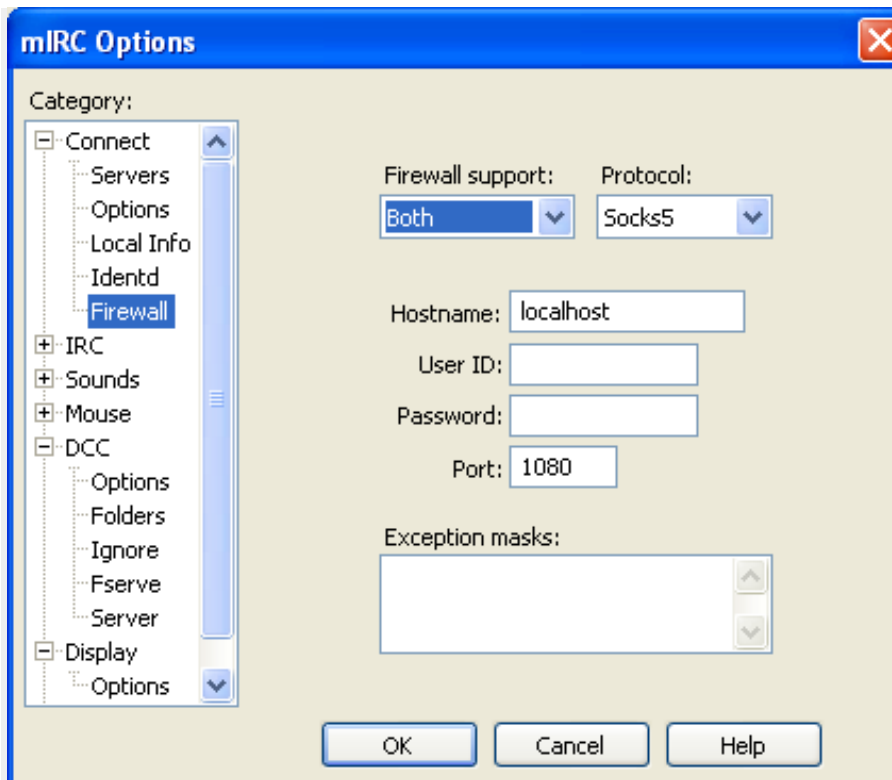 mIRC Options
Category:
Connect
Servers
Options
Local Info
Identd
Firewall
IRC
Sounds
Mouse
DCC
Options
Folders
Ignore
Fserve
Server
Display
Options
Firewall support: Protocol:
Both Socks5
Hostname: localhost
User ID:
Password:
Port: 1080
Exception masks:
OK Cancel Help